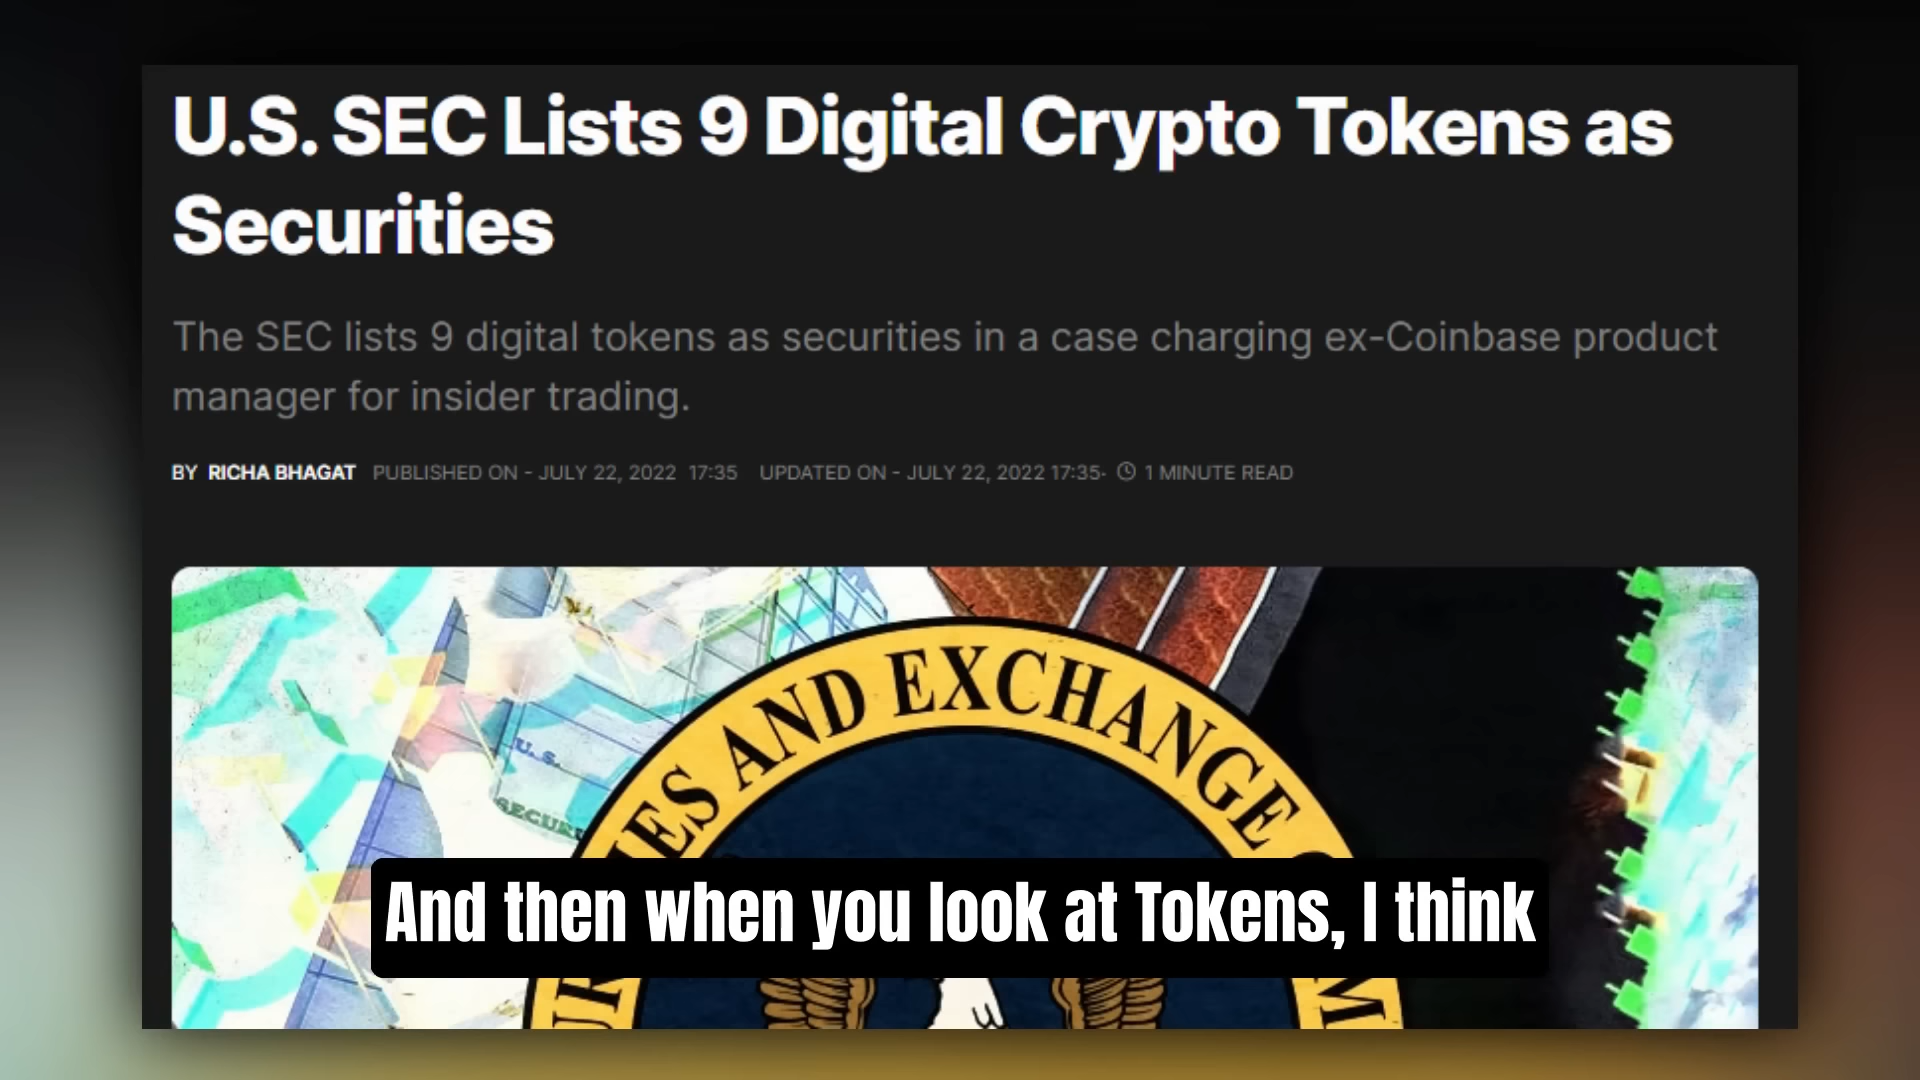 U.S. SEC Lists 9 Digital Crypto Tokens as
Securities
The SEC lists 9 digital tokens as securities in a case charging ex-Coinbase product
manager for insider trading.
BY RICHA BHAGAT PUBLISHED ON - JULY 22, 2022 17:35 UPDATED ON - JULY 22, 2022 17:35· 1 MINUTE READ
AND EXCHANGE
U.S.
And then when you look at Tokens, I think